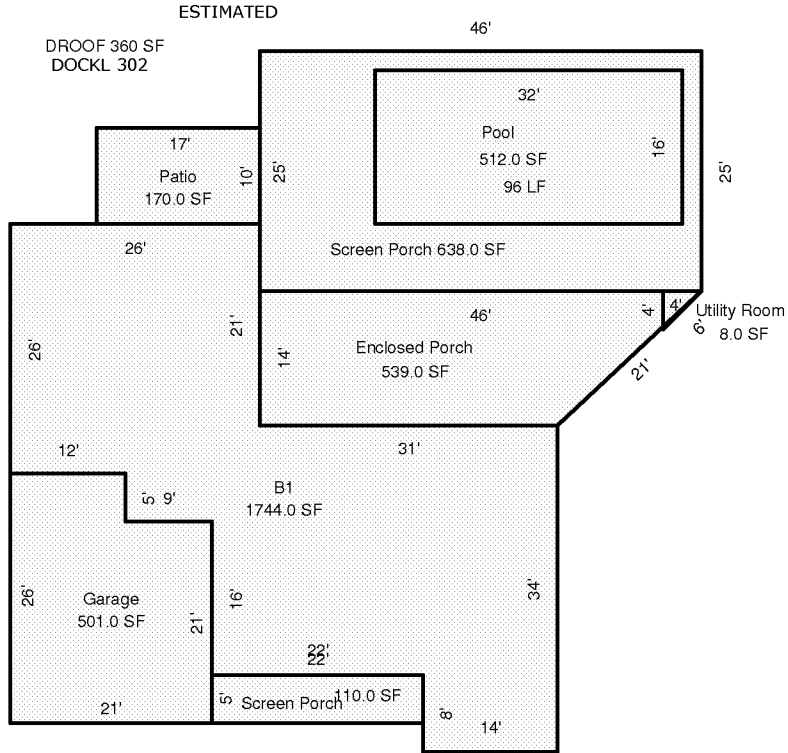 ESTIMATED
46'
DROOF 360 SF
DOCKL 302
32'
Pool
512.0 SF
96 LF
16'
25'
25'
17'
Patio
170.0 SF
10'
Screen Porch 638.0 SF
26'
26'
21'
46'
4'
4'
Utility Room
8.0 SF
6'
14'
Enclosed Porch
539.0 SF
21'
31'
12'
5'
9'
B1
1744.0 SF
26'
Garage
501.0 SF
21'
16'
34'
22'
22'
5'
Screen Porch
110.0 SF
21'
8'
14'